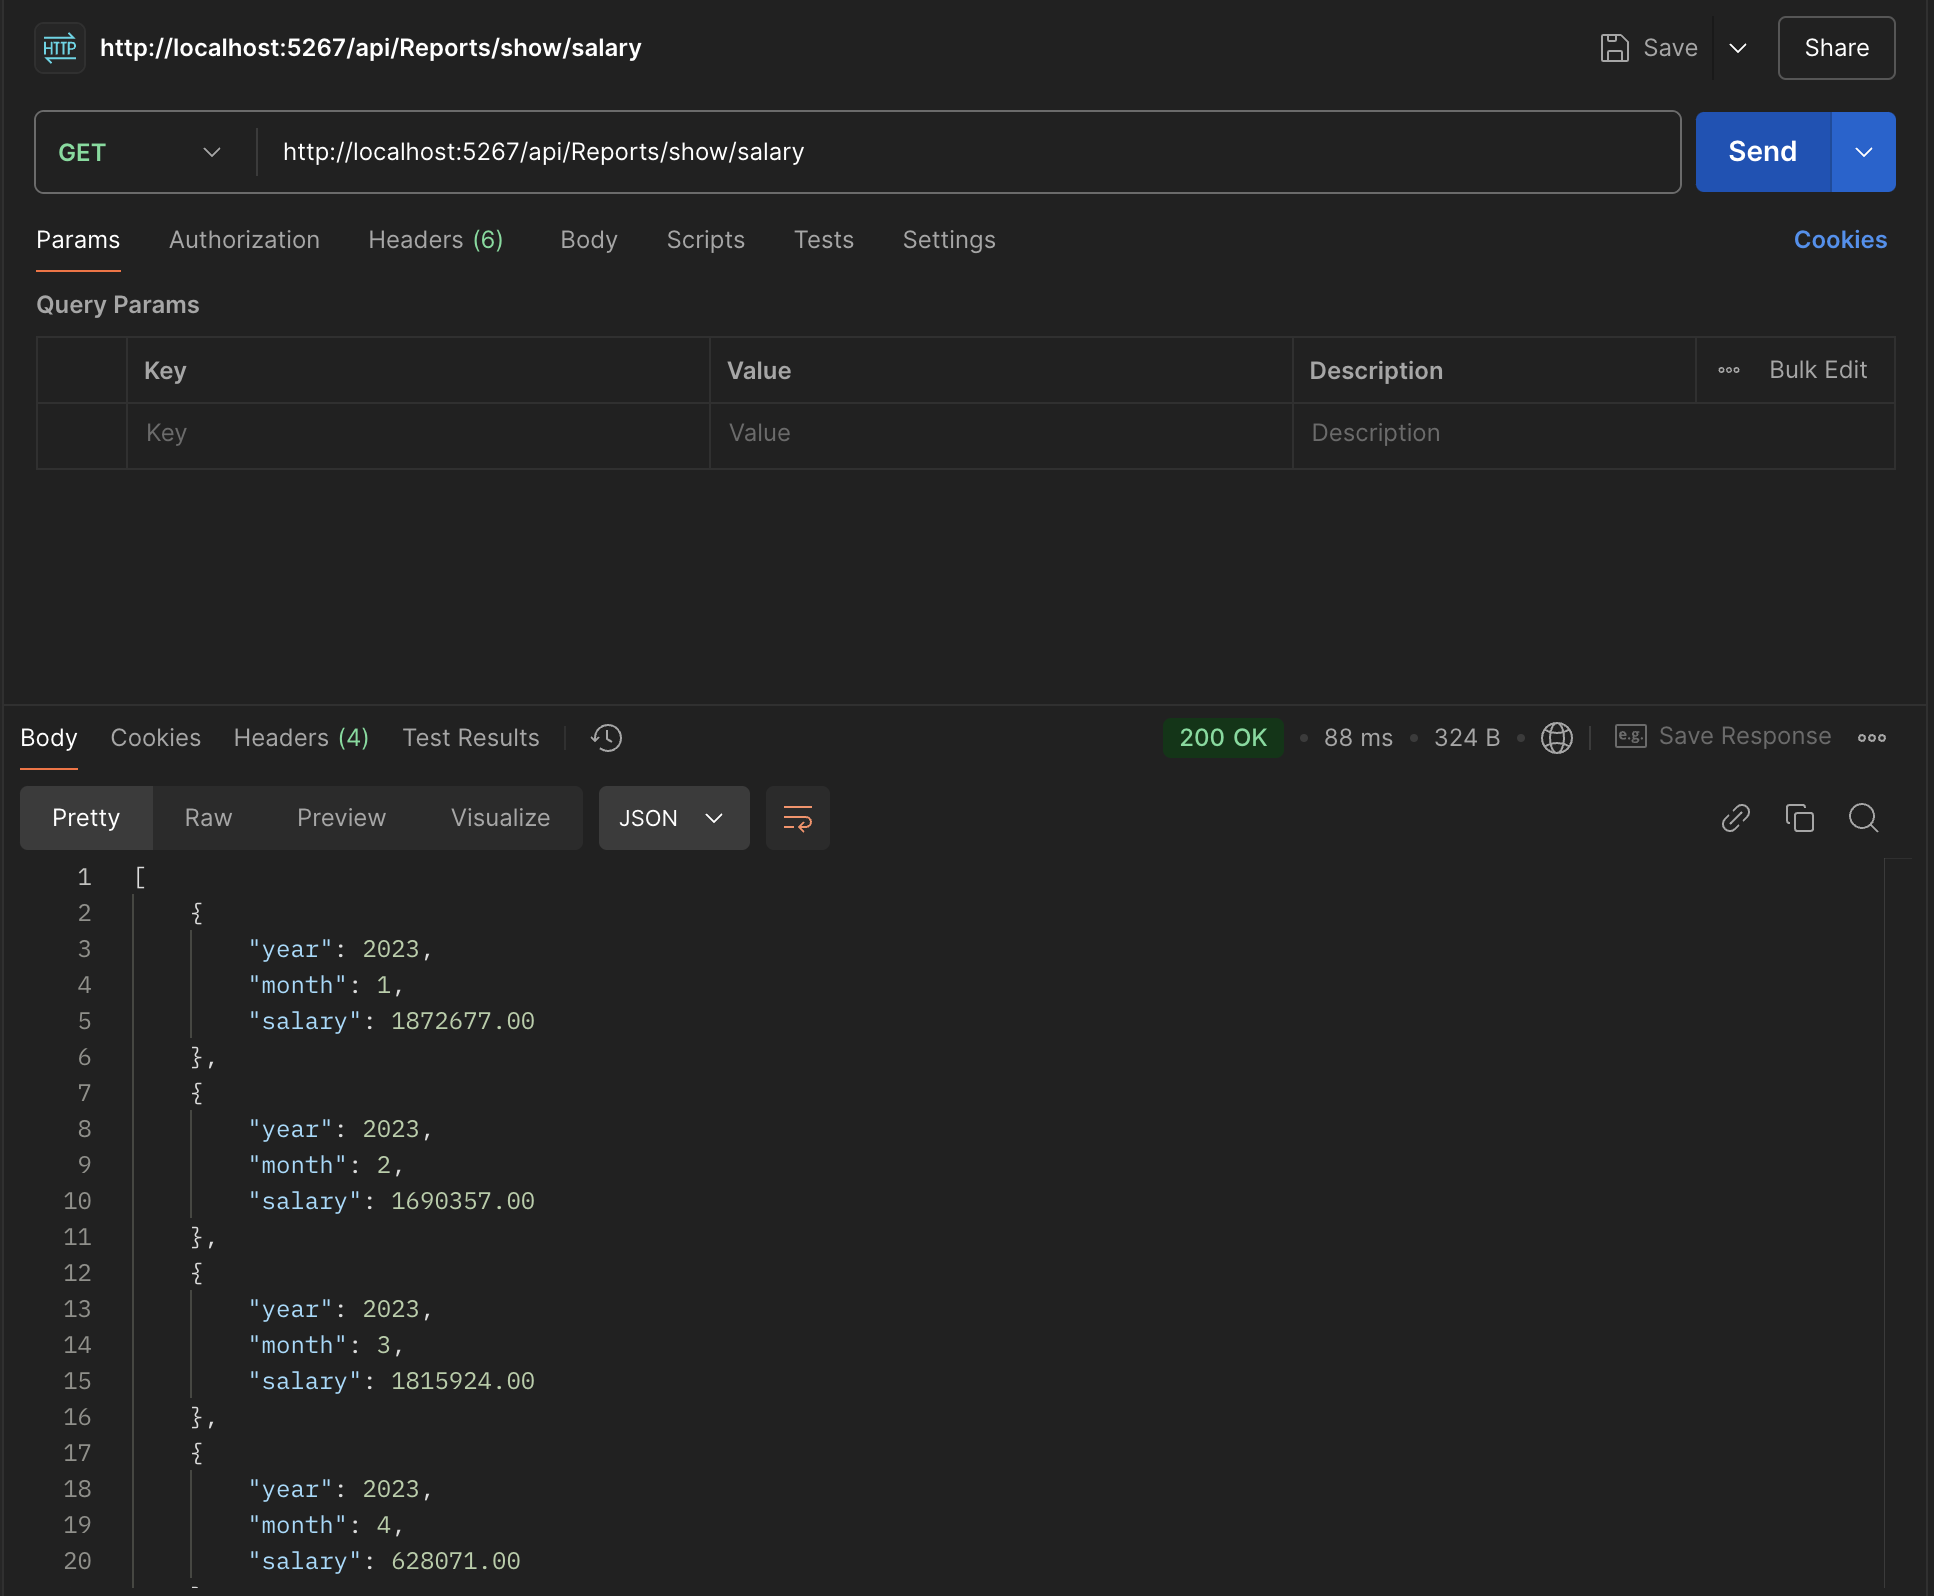 HTTP http://localhost:5267/api/Reports/show/salary Save Share
GET http://localhost:5267/api/Reports/show/salary Send
Params Authorization Headers (6) Body Scripts Tests Settings Cookies
Query Params
Key Value Description Bulk Edit
Key Value Description
Body Cookies Headers (4) Test Results 200 OK 88 ms 324 B e.g. Save Response
Pretty Raw Preview Visualize JSON
1 [
2 {
3 "year": 2023,
4 "month": 1,
5 "salary": 1872677.00
6 },
7 {
8 "year": 2023,
9 "month": 2,
10 "salary": 1690357.00
11 },
12 {
13 "year": 2023,
14 "month": 3,
15 "salary": 1815924.00
16 },
17 {
18 "year": 2023,
19 "month": 4,
20 "salary": 628071.00